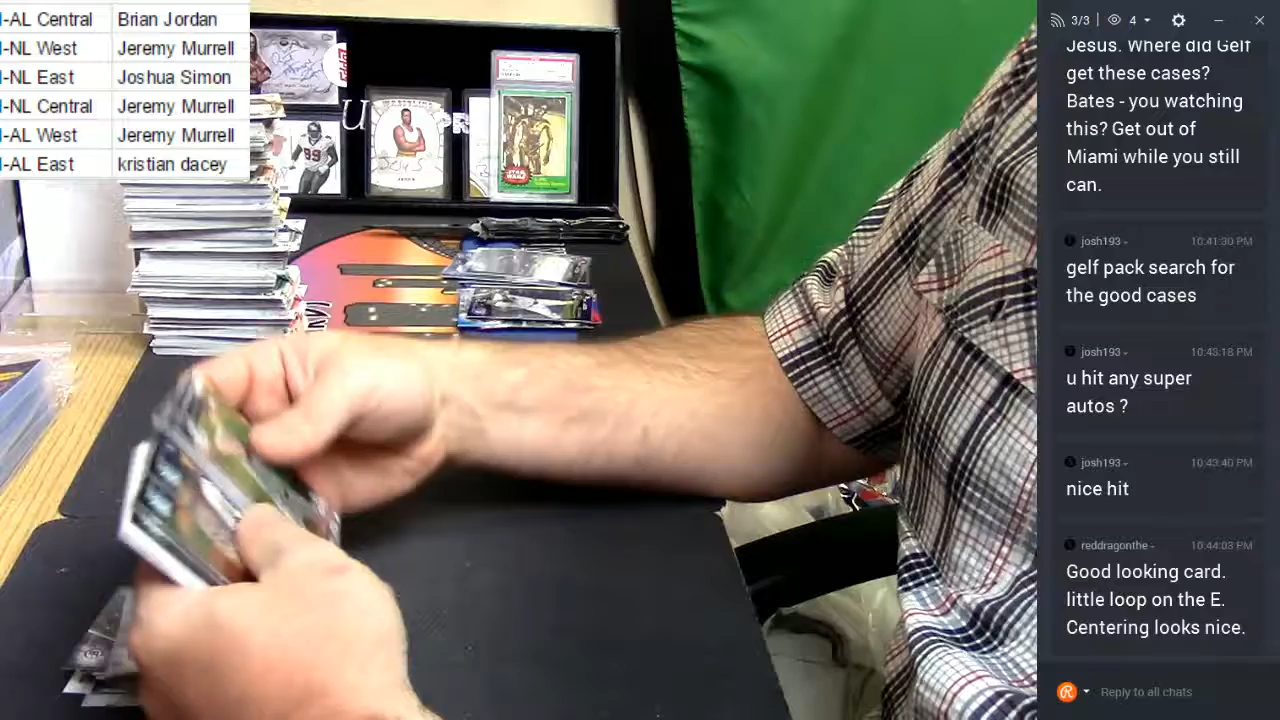 I-AL Central Brian Jordan
I-NL West Jeremy Murrell
I-NL East Joshua Simon
I-NL Central Jeremy Murrell
I-AL West Jeremy Murrell
I-AL East kristian dacey
STAR WARS
3/3 4
Jesus. Where did Gelf
get these cases?
Bates - you watching
this? Get out of
Miami while you still
can.
josh193 - 10:41:30 PM
gelf pack search for
the good cases
josh193 - 10:43:18 PM
u hit any super
autos ?
josh193 - 10:43:40 PM
nice hit
reddragonthe - 10:44:03 PM
Good looking card.
little loop on the E.
Centering looks nice.
Reply to all chats